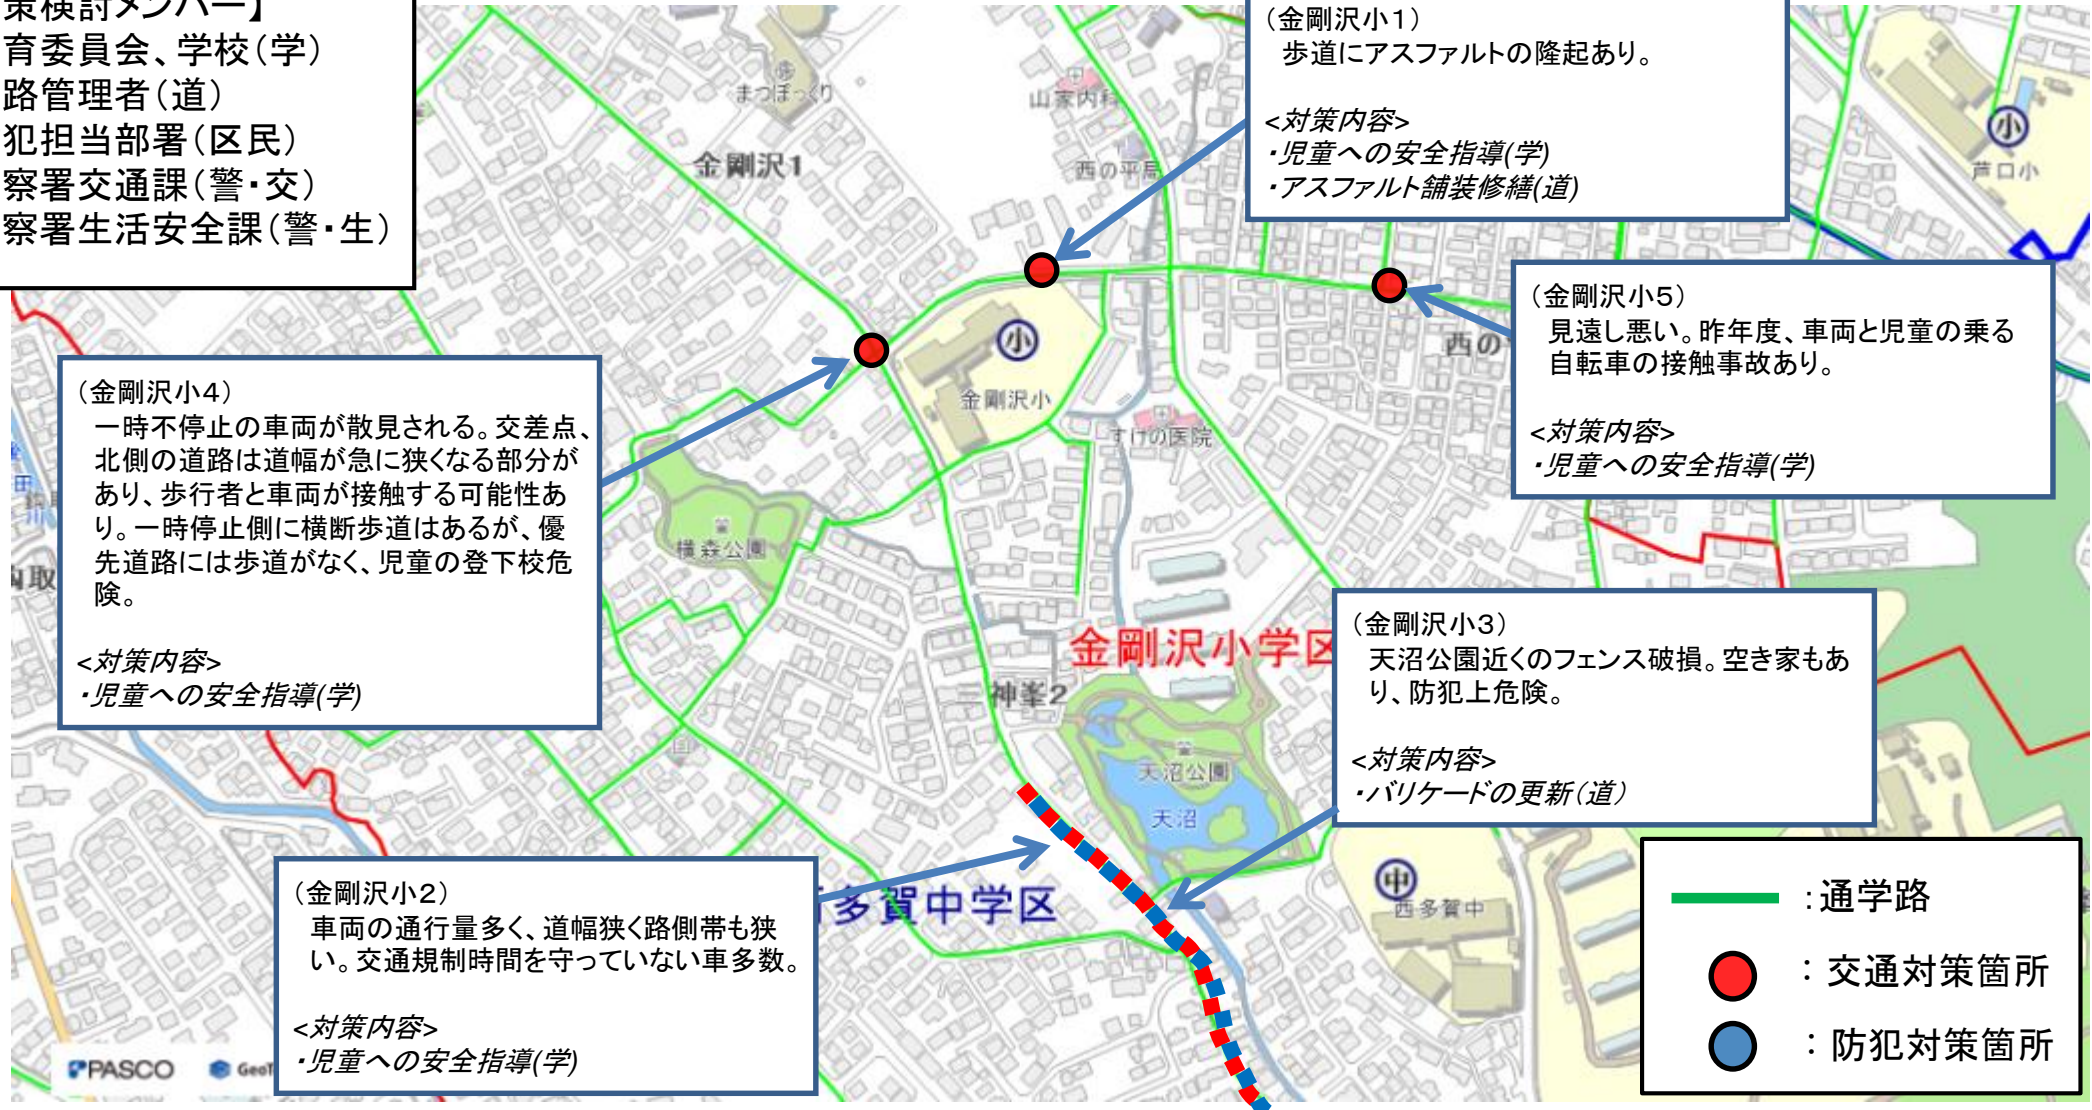 策検討メンバー】
育委員会、学校(学)
路管理者(道)
犯担当部署(区民)
察署交通課(警・交)
察署生活安全課(警・生)
(金剛沢小1)
歩道にアスファルトの隆起あり。
<対策内容>
・児童への安全指導(学)
・アスファルト舗装修繕(道)
(金剛沢小5)
見遠し悪い。昨年度、車両と児童の乗る
自転車の接触事故あり。
<対策内容>
・児童への安全指導(学)
(金剛沢小4)
一時不停止の車両が散見される。交差点、
北側の道路は道幅が急に狭くなる部分が
あり、歩行者と車両が接触する可能性あ
り。一時停止側に横断歩道はあるが、優
先道路には歩道がなく、児童の登下校危
険。
<対策内容>
・児童への安全指導(学)
(金剛沢小3)
天沼公園近くのフェンス破損。空き家もあ
り、防犯上危険。
<対策内容>
・バリケードの更新(道)
(金剛沢小2)
車両の通行量多く、道幅狭く路側帯も狭
い。交通規制時間を守っていない車多数。
<対策内容>
・児童への安全指導(学)
まつぼっくり
山家内科
西の平局
金剛沢1
小
芦口小
小
金剛沢小
西の
すげの医院
横森公園
金剛沢小学区
三神峯2
天沼公園
天沼
多賀中学区
中
西多賀中
:通学路
:交通対策箇所
:防犯対策箇所
PASCO
GeoT